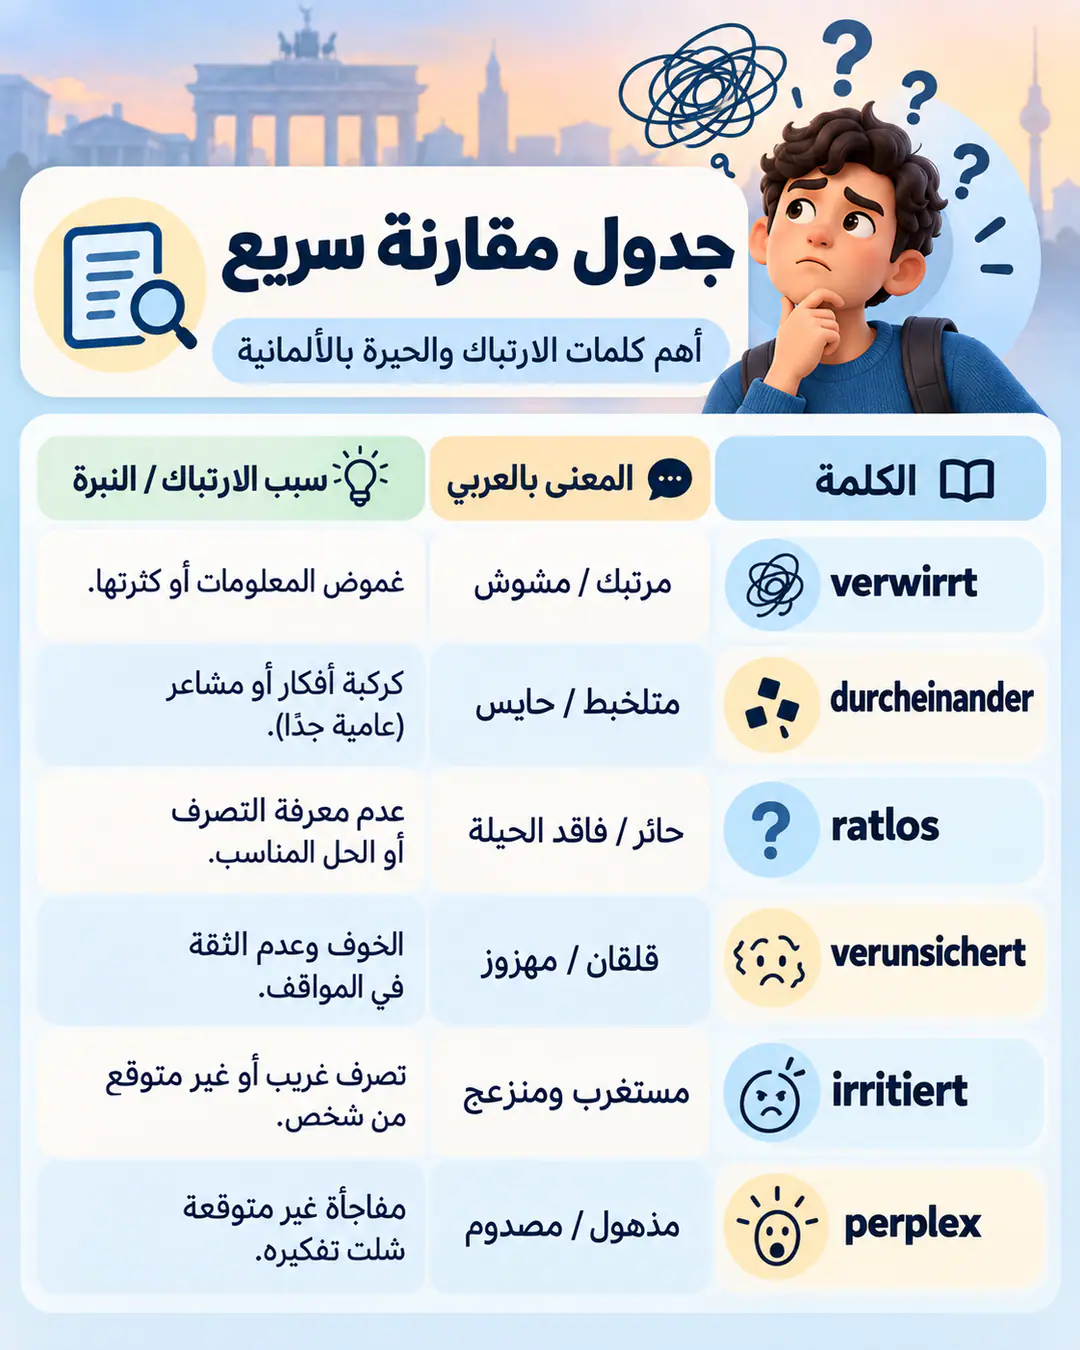 جدول مقارنة سريع
أهم كلمات الارتباك والحيرة بالألمانية
الكلمة
المعنى بالعربي
سبب الارتباك / النبرة
verwirrt
مرتبك / مشوش
غموض المعلومات أو كثرتها.
durcheinander
متلخبط / حايس
كركبة أفكار أو مشاعر
(عامية جدًا).
ratlos
حائر / فاقد الحيلة
عدم معرفة التصرف
أو الحل المناسب.
verunsichert
قلقان / مهزوز
الخوف وعدم الثقة
في المواقف.
irritiert
مستغرب ومنزعج
تصرف غريب أو غير متوقع
من شخص.
perplex
مذهول / مصدوم
مفاجأة غير متوقعة
شلت تفكيره.